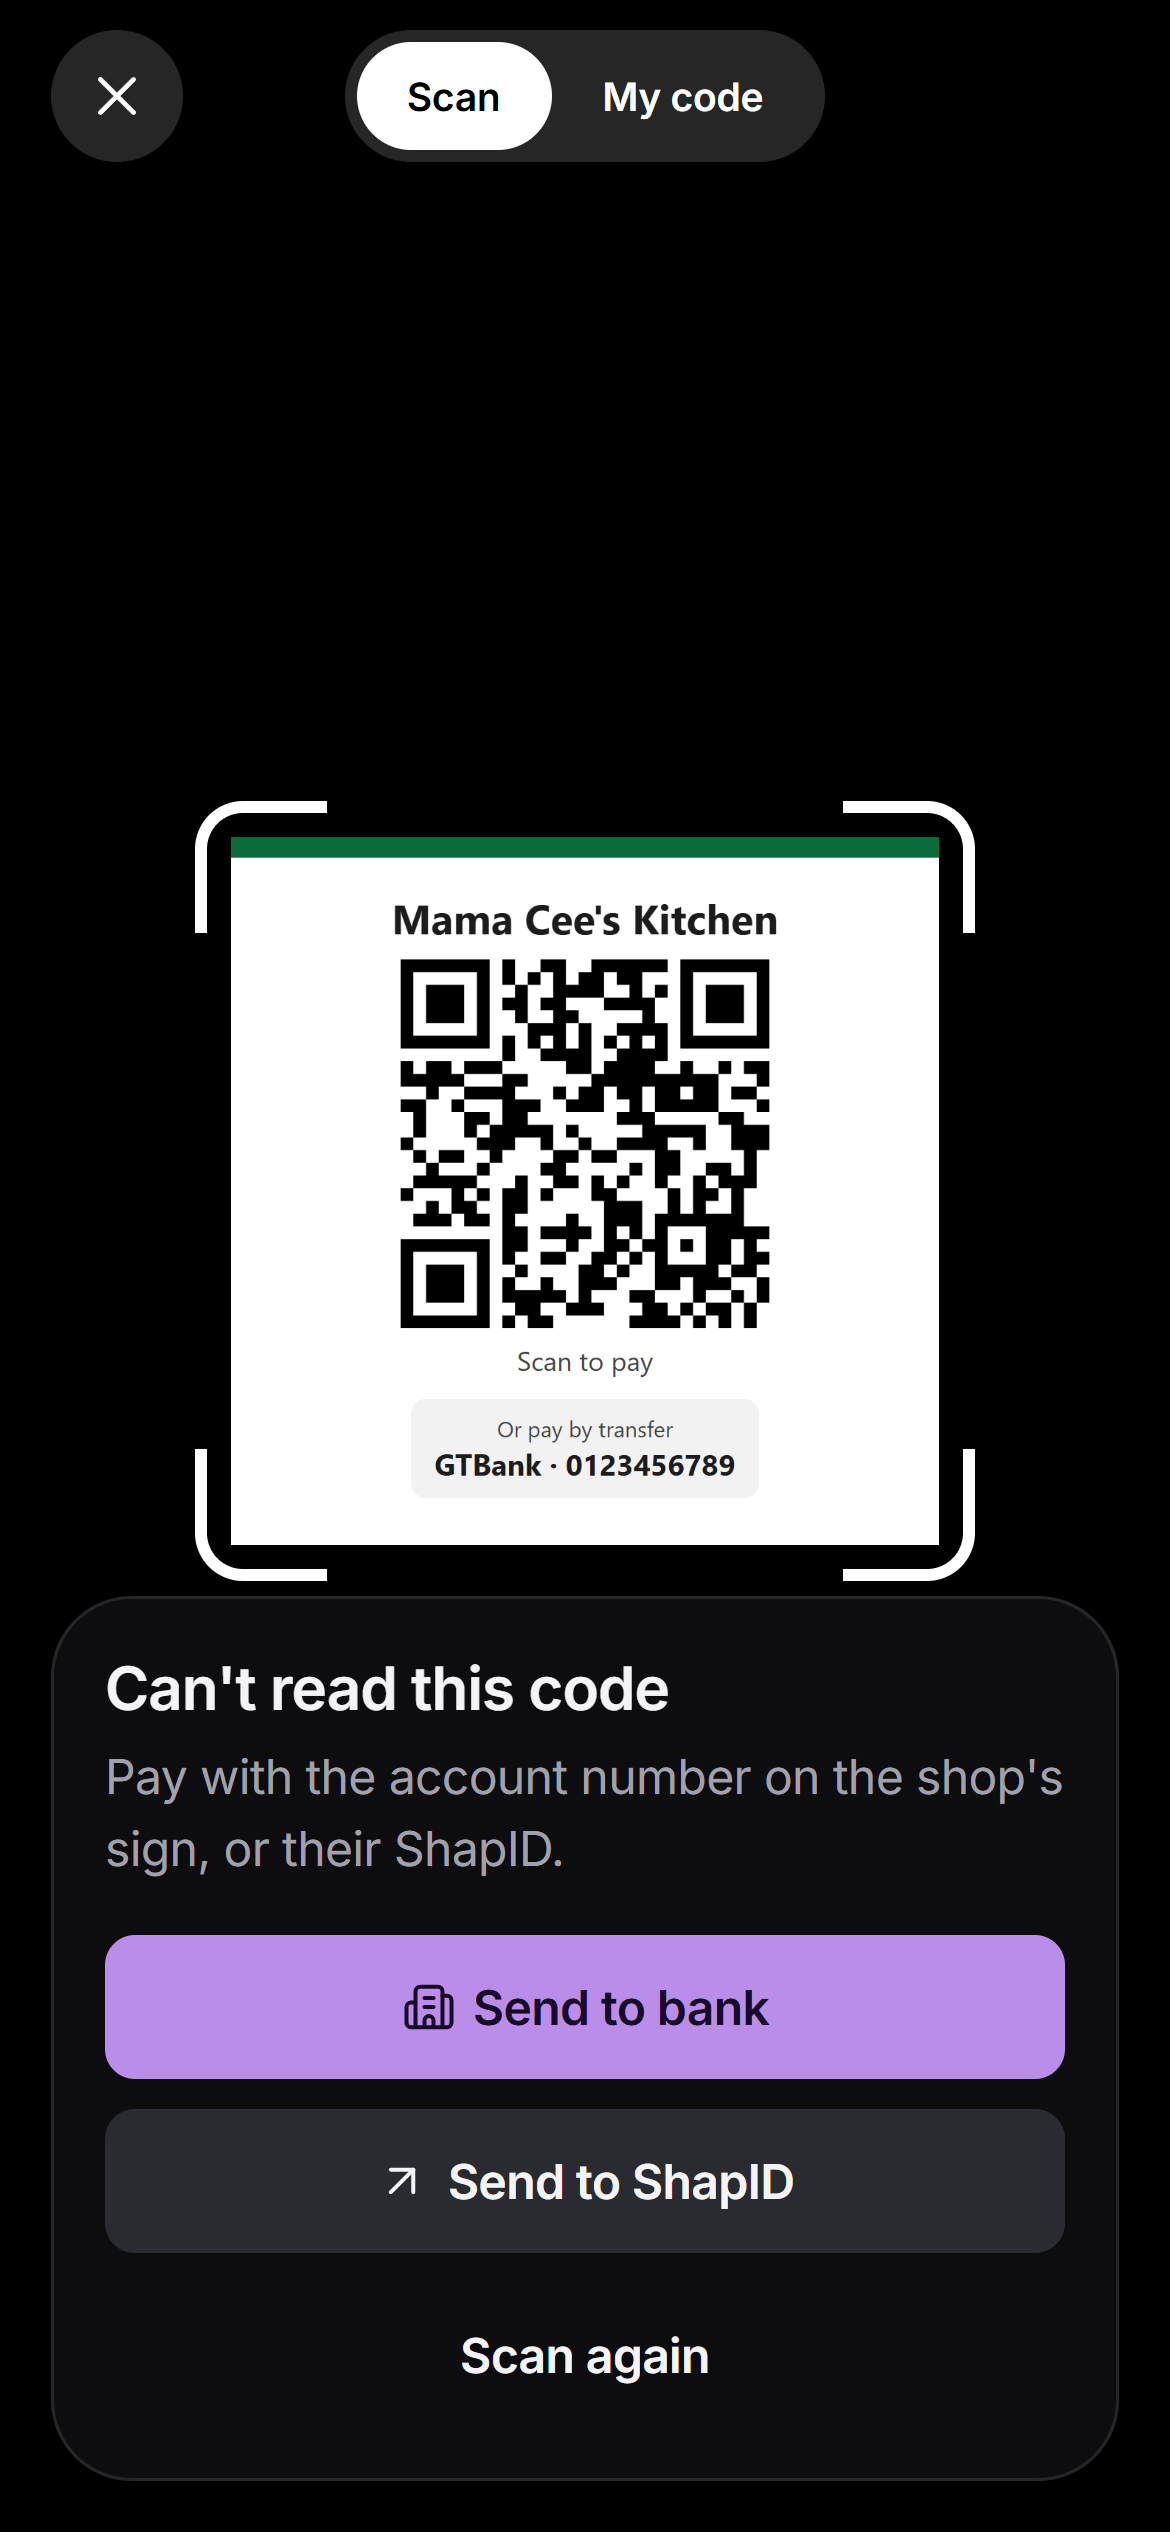 Scan
My code
Mama Cee's Kitchen
Scan to pay
Or pay by transfer
GTBank · 0123456789
Can't read this code
Pay with the account number on the shop's
sign, or their ShapID.
Send to bank
Send to ShapID
Scan again